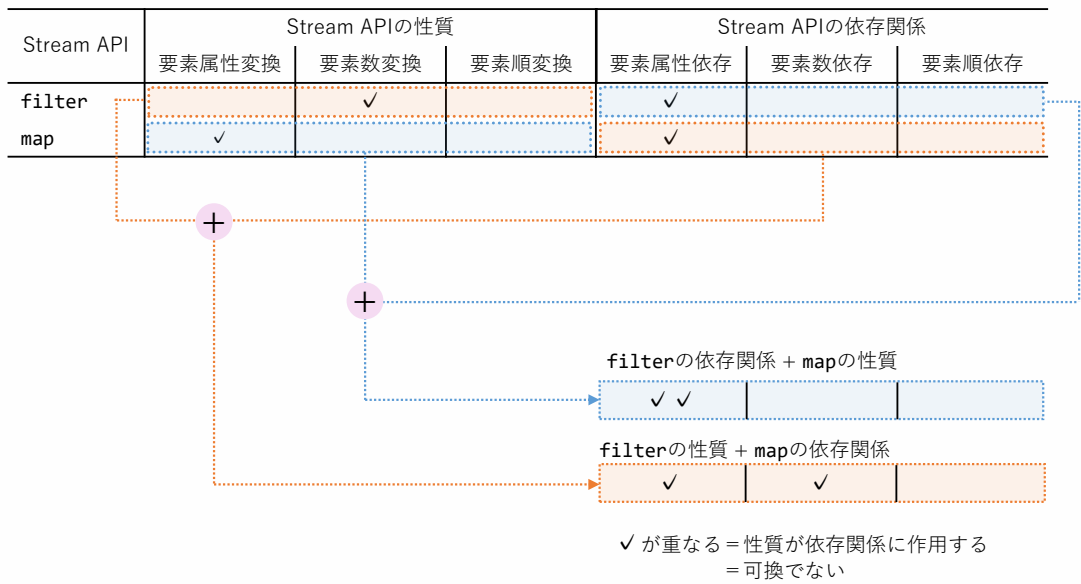 Stream API Stream APIの性質 Stream APIの依存関係
要素属性変換 要素数変換 要素順変換 要素属性依存 要素数依存 要素順依存
filter ✓ ✓
map ✓ ✓
+
+
filterの依存関係 + mapの性質
✓ ✓
filterの性質 + mapの依存関係
✓ ✓
✓ が重なる＝性質が依存関係に作用する
＝可換でない